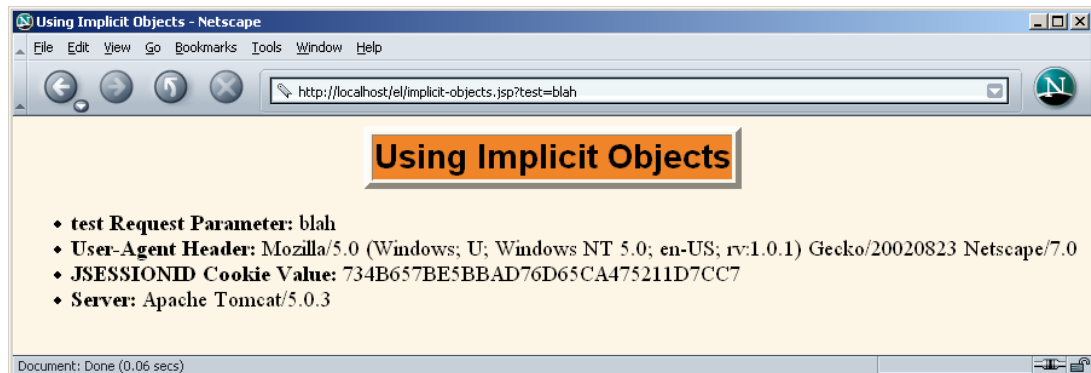 Using Implicit Objects - Netscape
File Edit View Go Bookmarks Tools Window Help
http://localhost/el/implicit-objects.jsp?test=blah
N
Using Implicit Objects
• test Request Parameter: blah
• User-Agent Header: Mozilla/5.0 (Windows; U; Windows NT 5.0; en-US; rv:1.0.1) Gecko/20020823 Netscape/7.0
• JSESSIONID Cookie Value: 734B657BE5BBAD76D65CA475211D7CC7
• Server: Apache Tomcat/5.0.3
Document: Done (0.06 secs)